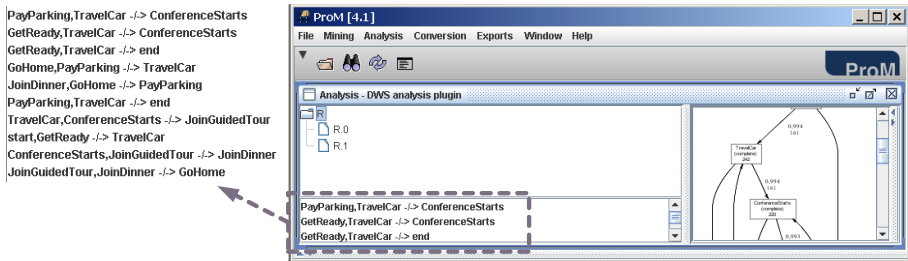 PayParking,TravelCar -/-> ConferenceStarts
GetReady,TravelCar -/-> ConferenceStarts
GetReady,TravelCar -/-> end
GoHome,PayParking -/-> TravelCar
JoinDinner,GoHome -/-> PayParking
PayParking,TravelCar -/-> end
TravelCar,ConferenceStarts -/-> JoinGuidedTour
start,GetReady -/-> TravelCar
ConferenceStarts,JoinGuidedTour -/-> JoinDinner
JoinGuidedTour,JoinDinner -/-> GoHome
ProM [4.1]
File Mining Analysis Conversion Exports Window Help
ProM
Analysis - DWS analysis plugin
R
R.0
R.1
PayParking,TravelCar -/-> ConferenceStarts
GetReady,TravelCar -/-> ConferenceStarts
GetReady,TravelCar -/-> end
0,994
161
TravelCar
(complete)
242
0,994
161
ConferenceStarts
(complete)
220
0,993